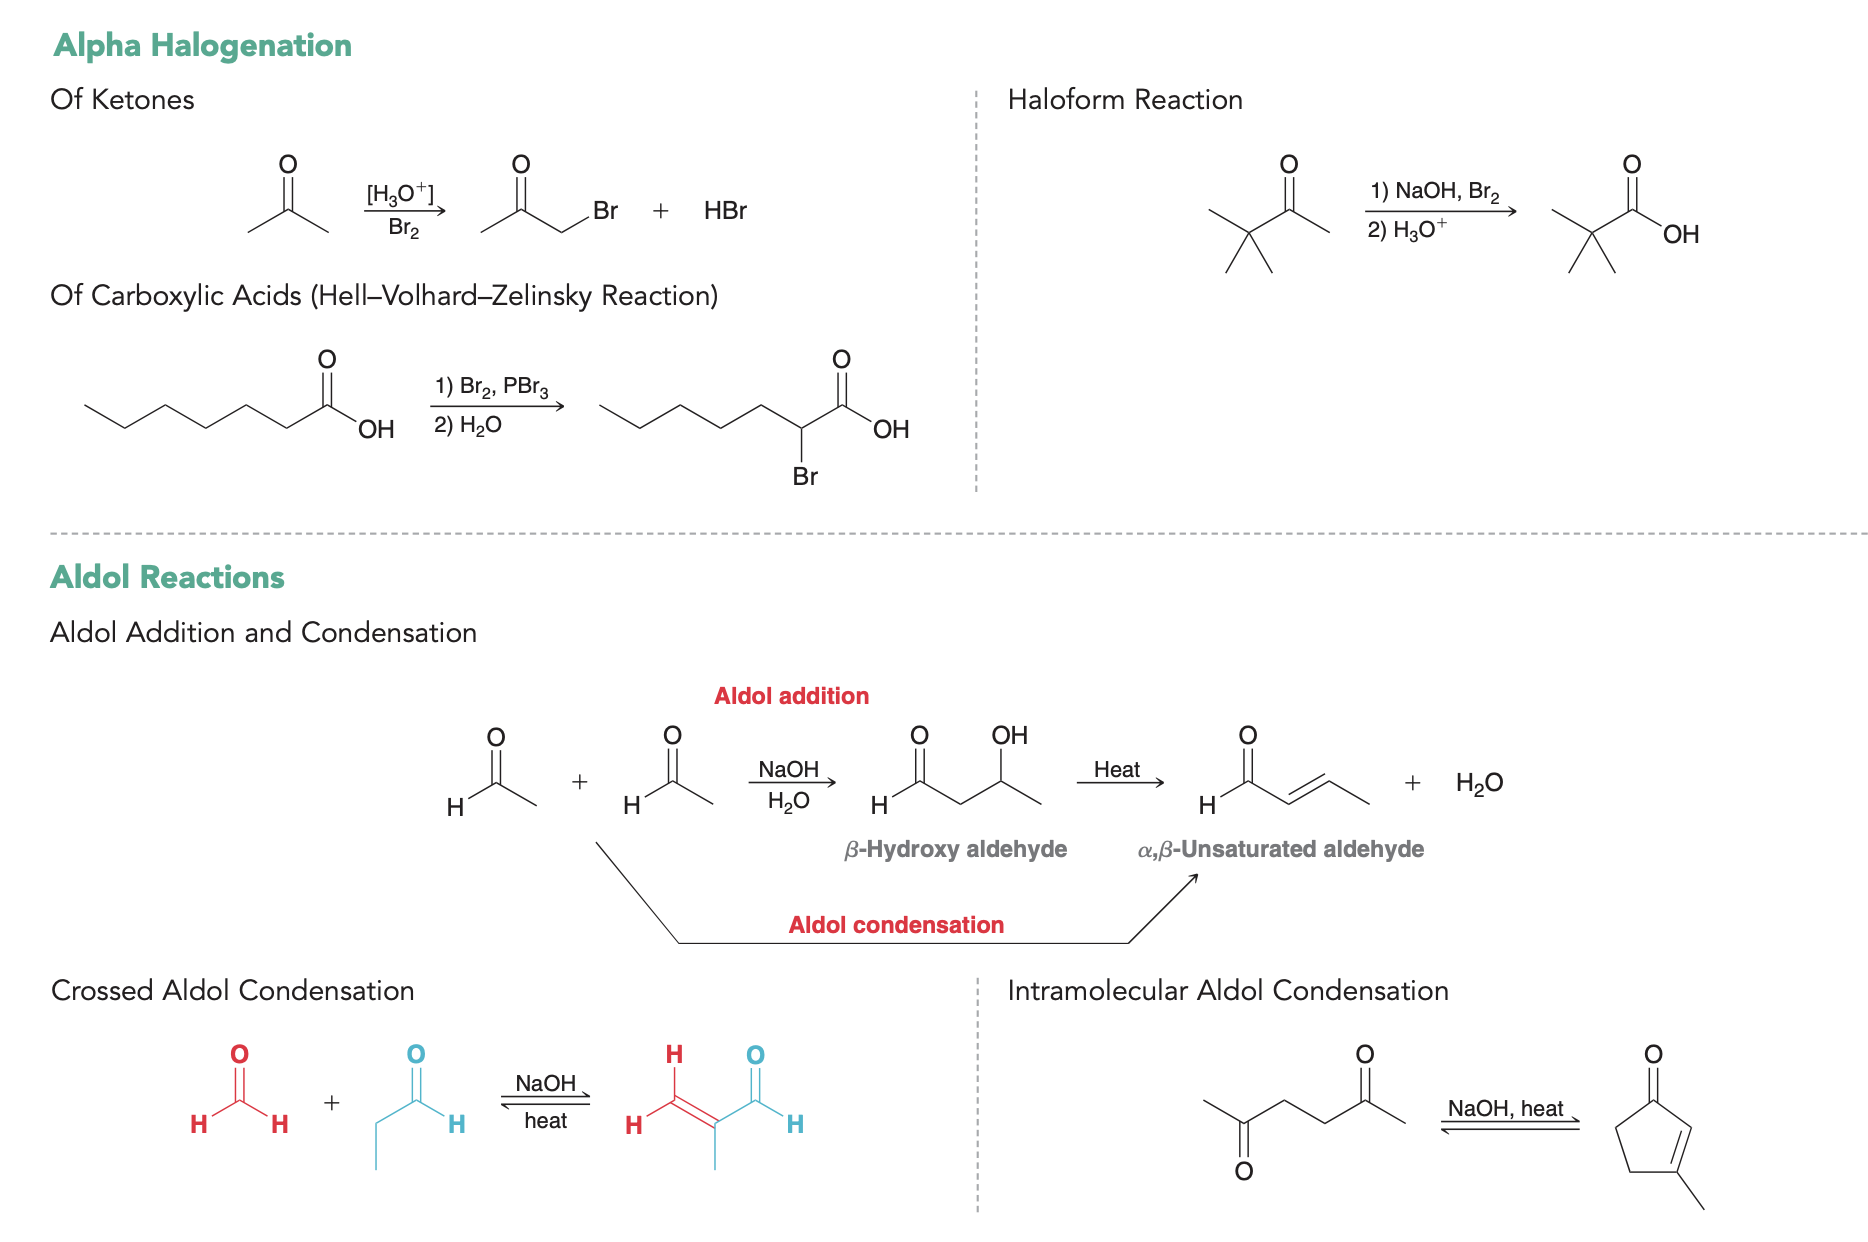 Alpha Halogenation
Of Ketones
O
[H₃O⁺]
Br₂
O
Br + HBr
Of Carboxylic Acids (Hell–Volhard–Zelinsky Reaction)
O
OH
1) Br₂, PBr₃
2) H₂O
O
OH
Br
Haloform Reaction
O
1) NaOH, Br₂
2) H₃O⁺
O
OH
Aldol Reactions
Aldol Addition and Condensation
Aldol addition
O
H
+
O
H
NaOH
H₂O
O OH
H
β-Hydroxy aldehyde
Heat
O
H
α,β-Unsaturated aldehyde
+ H₂O
Aldol condensation
Crossed Aldol Condensation
O
H H
+
O
H
NaOH
heat
H O
H H
Intramolecular Aldol Condensation
O
O
NaOH, heat
O